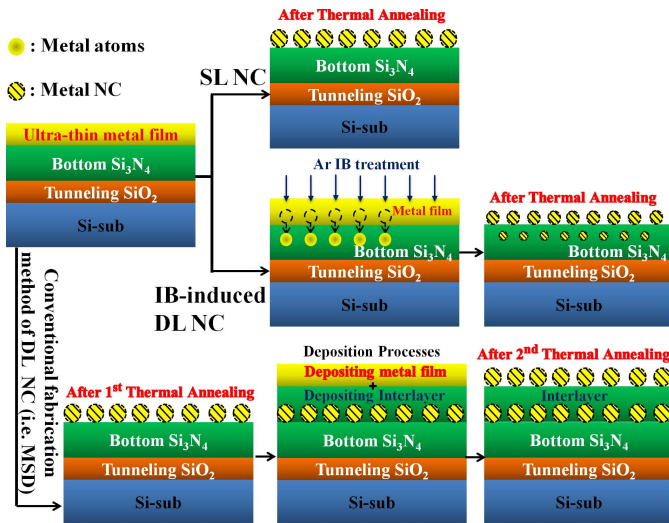 : Metal atoms
: Metal NC
Ultra-thin metal film
Bottom Si₃N₄
Tunneling SiO₂
Si-sub
SL NC
After Thermal Annealing
Bottom Si₃N₄
Tunneling SiO₂
Si-sub
IB-induced
DL NC
Ar IB treatment
Metal film
Bottom Si₃N₄
Tunneling SiO₂
Si-sub
After Thermal Annealing
Bottom Si₃N₄
Tunneling SiO₂
Si-sub
Conventional fabrication
method of DL NC (i.e. MSD)
After 1ˢᵗ Thermal Annealing
Bottom Si₃N₄
Tunneling SiO₂
Si-sub
Deposition Processes
Depositing metal film
+
Depositing Interlayer
Bottom Si₃N₄
Tunneling SiO₂
Si-sub
After 2ⁿᵈ Thermal Annealing
Interlayer
Bottom Si₃N₄
Tunneling SiO₂
Si-sub